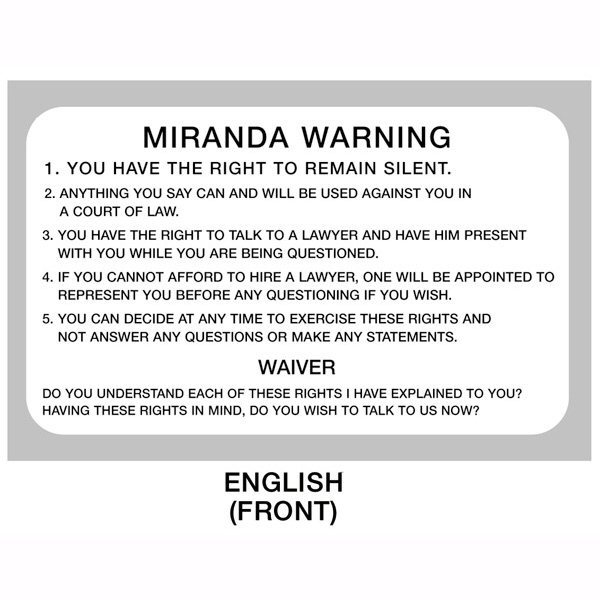 MIRANDA WARNING
1. YOU HAVE THE RIGHT TO REMAIN SILENT.
2. ANYTHING YOU SAY CAN AND WILL BE USED AGAINST YOU IN
A COURT OF LAW.
3. YOU HAVE THE RIGHT TO TALK TO A LAWYER AND HAVE HIM PRESENT
WITH YOU WHILE YOU ARE BEING QUESTIONED.
4. IF YOU CANNOT AFFORD TO HIRE A LAWYER, ONE WILL BE APPOINTED TO
REPRESENT YOU BEFORE ANY QUESTIONING IF YOU WISH.
5. YOU CAN DECIDE AT ANY TIME TO EXERCISE THESE RIGHTS AND
NOT ANSWER ANY QUESTIONS OR MAKE ANY STATEMENTS.
WAIVER
DO YOU UNDERSTAND EACH OF THESE RIGHTS I HAVE EXPLAINED TO YOU?
HAVING THESE RIGHTS IN MIND, DO YOU WISH TO TALK TO US NOW?
ENGLISH
(FRONT)